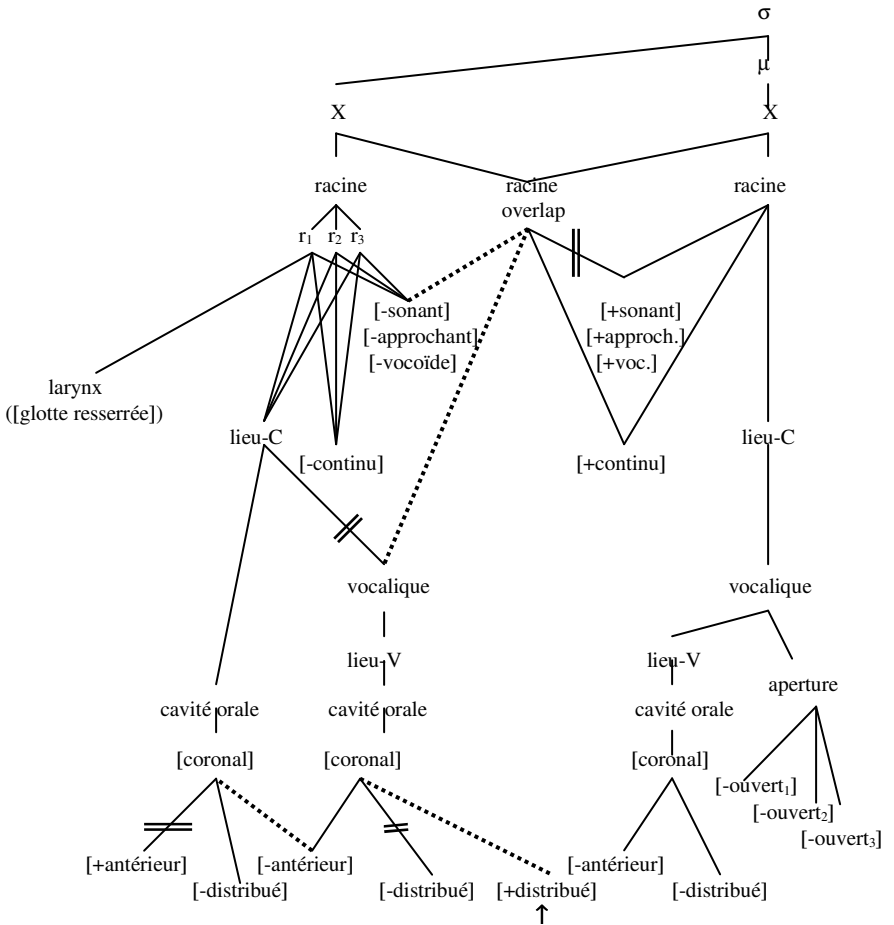 σ
μ
X X
racine racine racine
overlap
r₁ r₂ r₃
[-sonant] [+sonant]
[-approchant] [+approch.]
[-vocoïde] [+voc.]
larynx
([glotte resserrée])
lieu-C lieu-C
[-continu] [+continu]
vocalique vocalique
lieu-V lieu-V
aperture
cavité orale cavité orale cavité orale
[coronal] [coronal] [coronal]
[-ouvert₁]
[-ouvert₂]
[-ouvert₃]
[+antérieur] [-antérieur] [-antérieur]
[-distribué] [-distribué] [+distribué] [-distribué]
↑